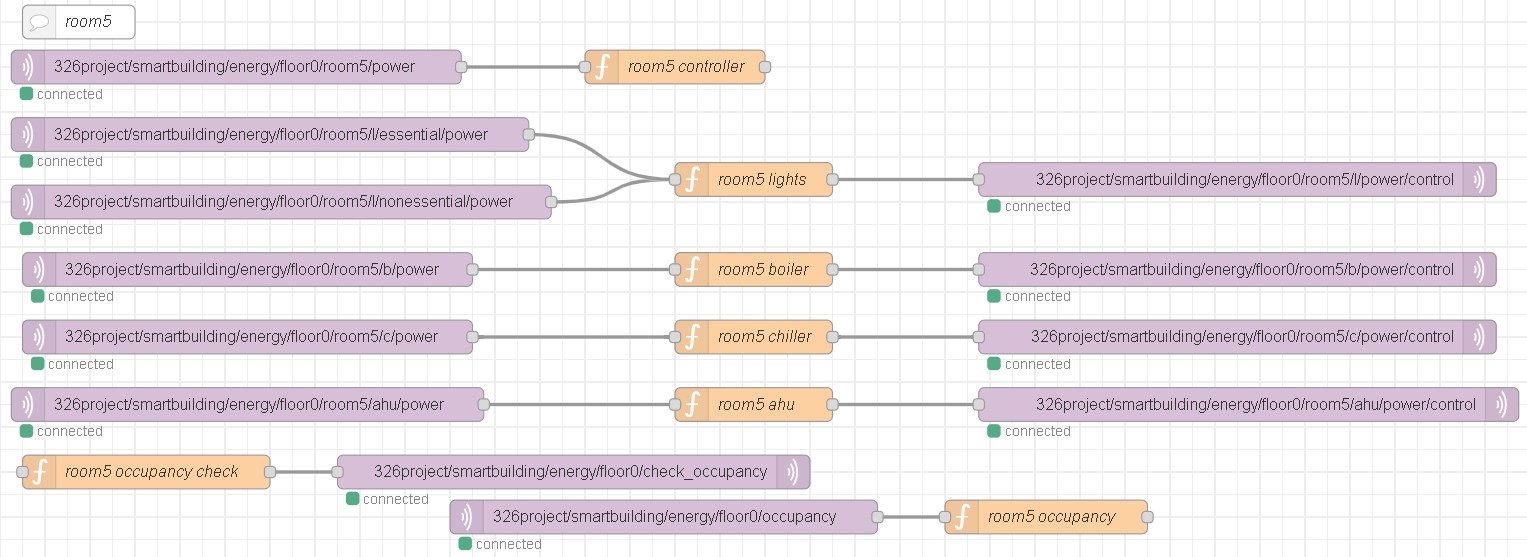 room5
326project/smartbuilding/energy/floor0/room5/power
room5 controller
connected
326project/smartbuilding/energy/floor0/room5/l/essential/power
connected
room5 lights
326project/smartbuilding/energy/floor0/room5/l/power/control
connected
326project/smartbuilding/energy/floor0/room5/l/nonessential/power
connected
326project/smartbuilding/energy/floor0/room5/b/power
room5 boiler
326project/smartbuilding/energy/floor0/room5/b/power/control
connected
connected
326project/smartbuilding/energy/floor0/room5/c/power
room5 chiller
326project/smartbuilding/energy/floor0/room5/c/power/control
connected
connected
326project/smartbuilding/energy/floor0/room5/ahu/power
room5 ahu
326project/smartbuilding/energy/floor0/room5/ahu/power/control
connected
connected
room5 occupancy check
326project/smartbuilding/energy/floor0/check_occupancy
connected
326project/smartbuilding/energy/floor0/occupancy
room5 occupancy
connected